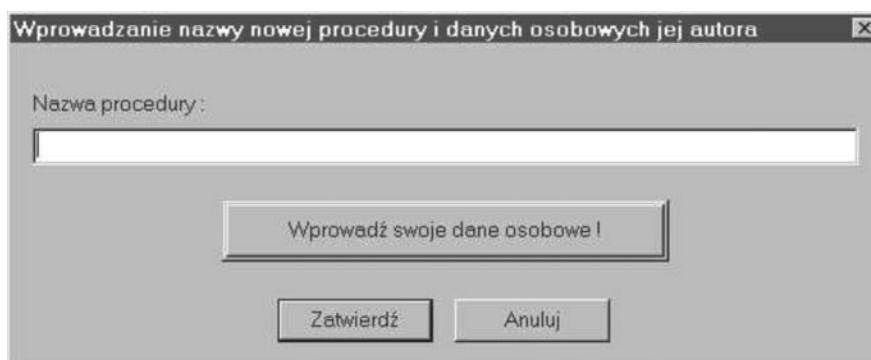 Wprowadzanie nazwy nowej procedury i danych osobowych jej autora
Nazwa procedury :
Wprowadź swoje dane osobowe !
Zatwierdź
Anuluj